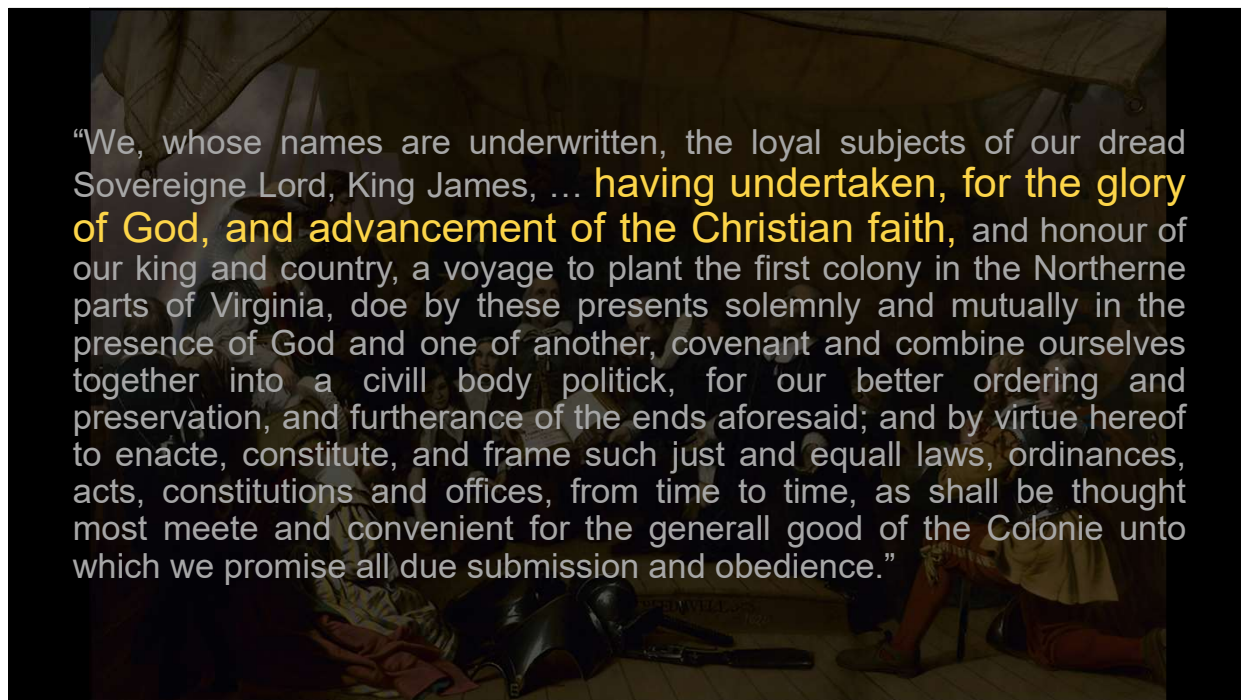 “We, whose names are underwritten, the loyal subjects of our dread
Sovereigne Lord, King James, … having undertaken, for the glory
of God, and advancement of the Christian faith, and honour of
our king and country, a voyage to plant the first colony in the Northerne
parts of Virginia, doe by these presents solemnly and mutually in the
presence of God and one of another, covenant and combine ourselves
together into a civill body politick, for our better ordering and
preservation, and furtherance of the ends aforesaid; and by virtue hereof
to enacte, constitute, and frame such just and equall laws, ordinances,
acts, constitutions and offices, from time to time, as shall be thought
most meete and convenient for the generall good of the Colonie unto
which we promise all due submission and obedience.”